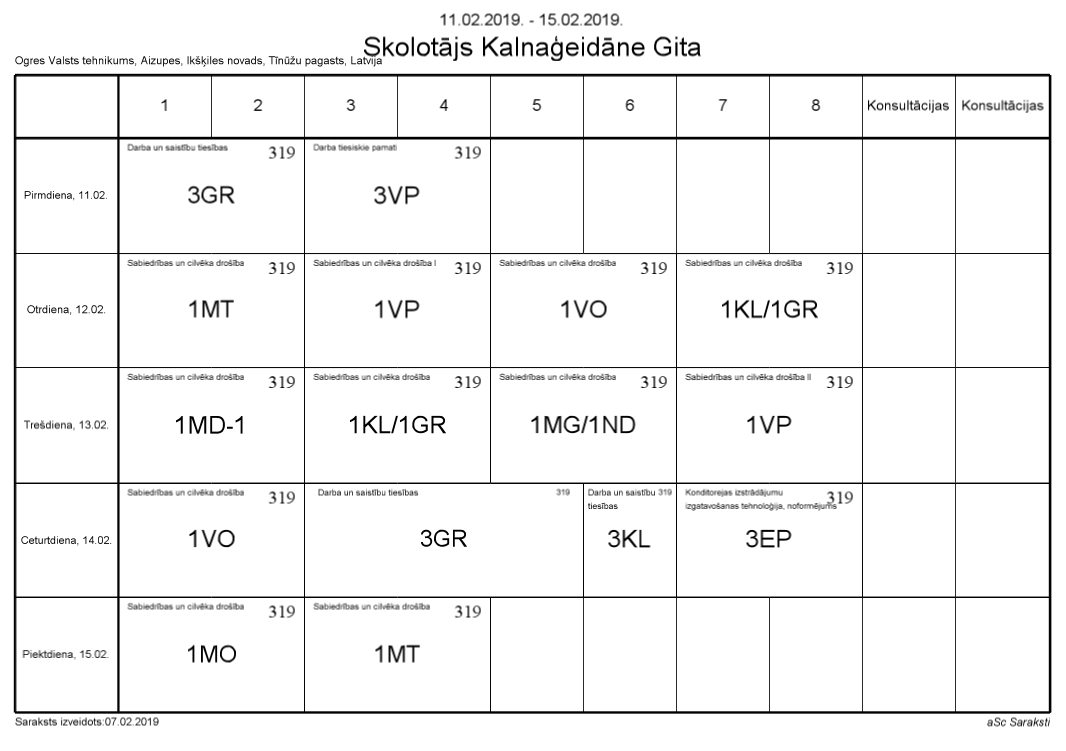 11.02.2019. - 15.02.2019.
Skolotājs Kalnaģeidāne Gita
Ogres Valsts tehnikums, Aizupes, Ikšķiles novads, Tīnūžu pagasts, Latvija
1 2 3 4 5 6 7 8 Konsultācijas Konsultācijas
Darba un saistību tiesības 319 Darba tiesiskie pamati 319
Pirmdiena, 11.02. 3GR 3VP
Sabiedrības un cilvēka drošība 319 Sabiedrības un cilvēka drošība I 319 Sabiedrības un cilvēka drošība 319 Sabiedrības un cilvēka drošība 319
Otrdiena, 12.02. 1MT 1VP 1VO 1KL/1GR
Sabiedrības un cilvēka drošība 319 Sabiedrības un cilvēka drošība 319 Sabiedrības un cilvēka drošība 319 Sabiedrības un cilvēka drošība II 319
Trešdiena, 13.02. 1MD-1 1KL/1GR 1MG/1ND 1VP
Sabiedrības un cilvēka drošība 319 Darba un saistību tiesības 319 Darba un saistību 319 Konditorejas izstrādājumu 319
tiesības izgatavošanas tehnoloģija, noformējums
Ceturtdiena, 14.02. 1VO 3GR 3KL 3EP
Sabiedrības un cilvēka drošība 319 Sabiedrības un cilvēka drošība 319
Piektdiena, 15.02. 1MO 1MT
Saraksts izveidots:07.02.2019 aSc Saraksti